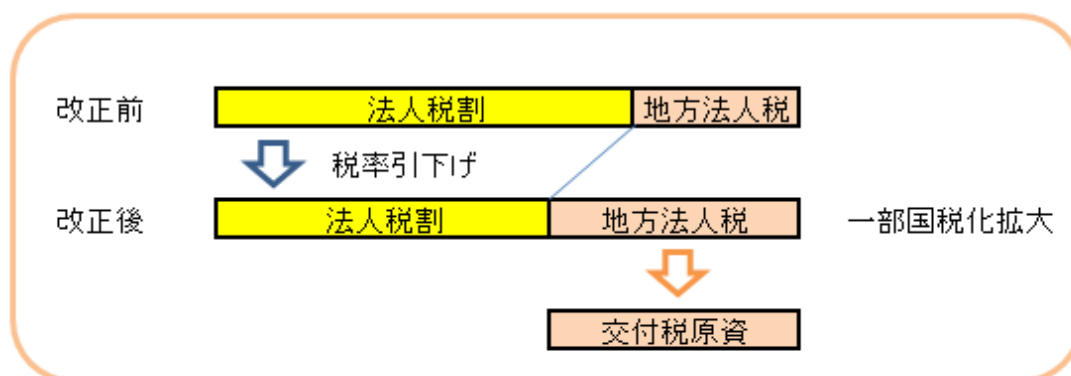 改正前 法人税割 地方法人税
税率引下げ
改正後 法人税割 地方法人税 一部国税化拡大
交付税原資